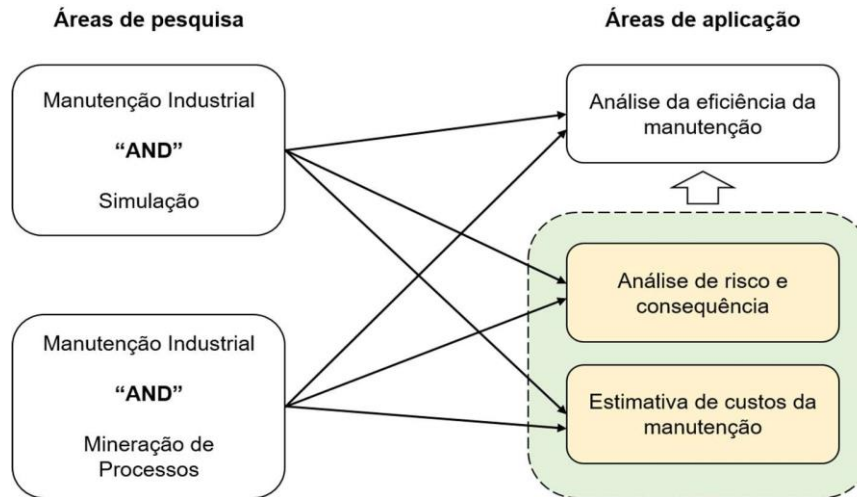 Áreas de pesquisa
Manutenção Industrial
“AND”
Simulação
Manutenção Industrial
“AND”
Mineração de
Processos
Áreas de aplicação
Análise da eficiência da
manutenção
Análise de risco e
consequência
Estimativa de custos da
manutenção